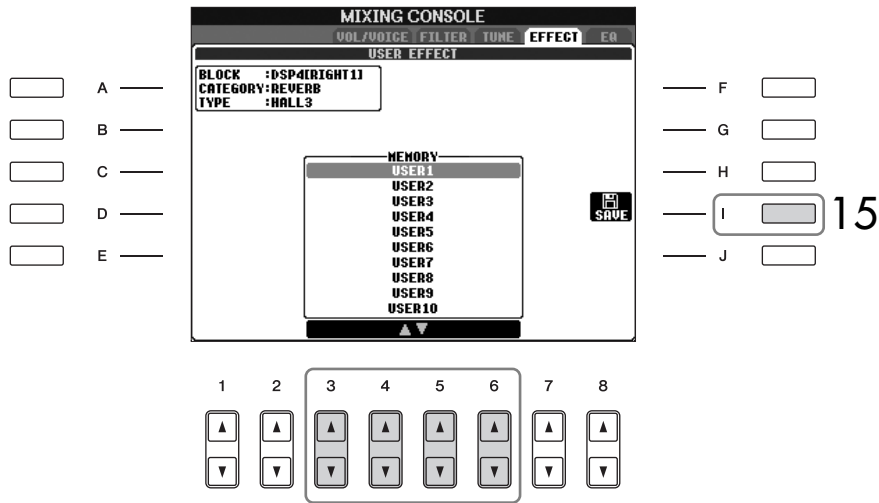 MIXING CONSOLE
VOL/VOICE FILTER TUNE EFFECT EQ
USER EFFECT
BLOCK :DSP4[RIGHT1]
CATEGORY:REVERB
TYPE :HALL3
A
B
C
D
E
MEMORY
USER1
USER2
USER3
USER4
USER5
USER6
USER7
USER8
USER9
USER10
SAVE
F
G
H
I 15
J
1 2 3 4 5 6 7 8